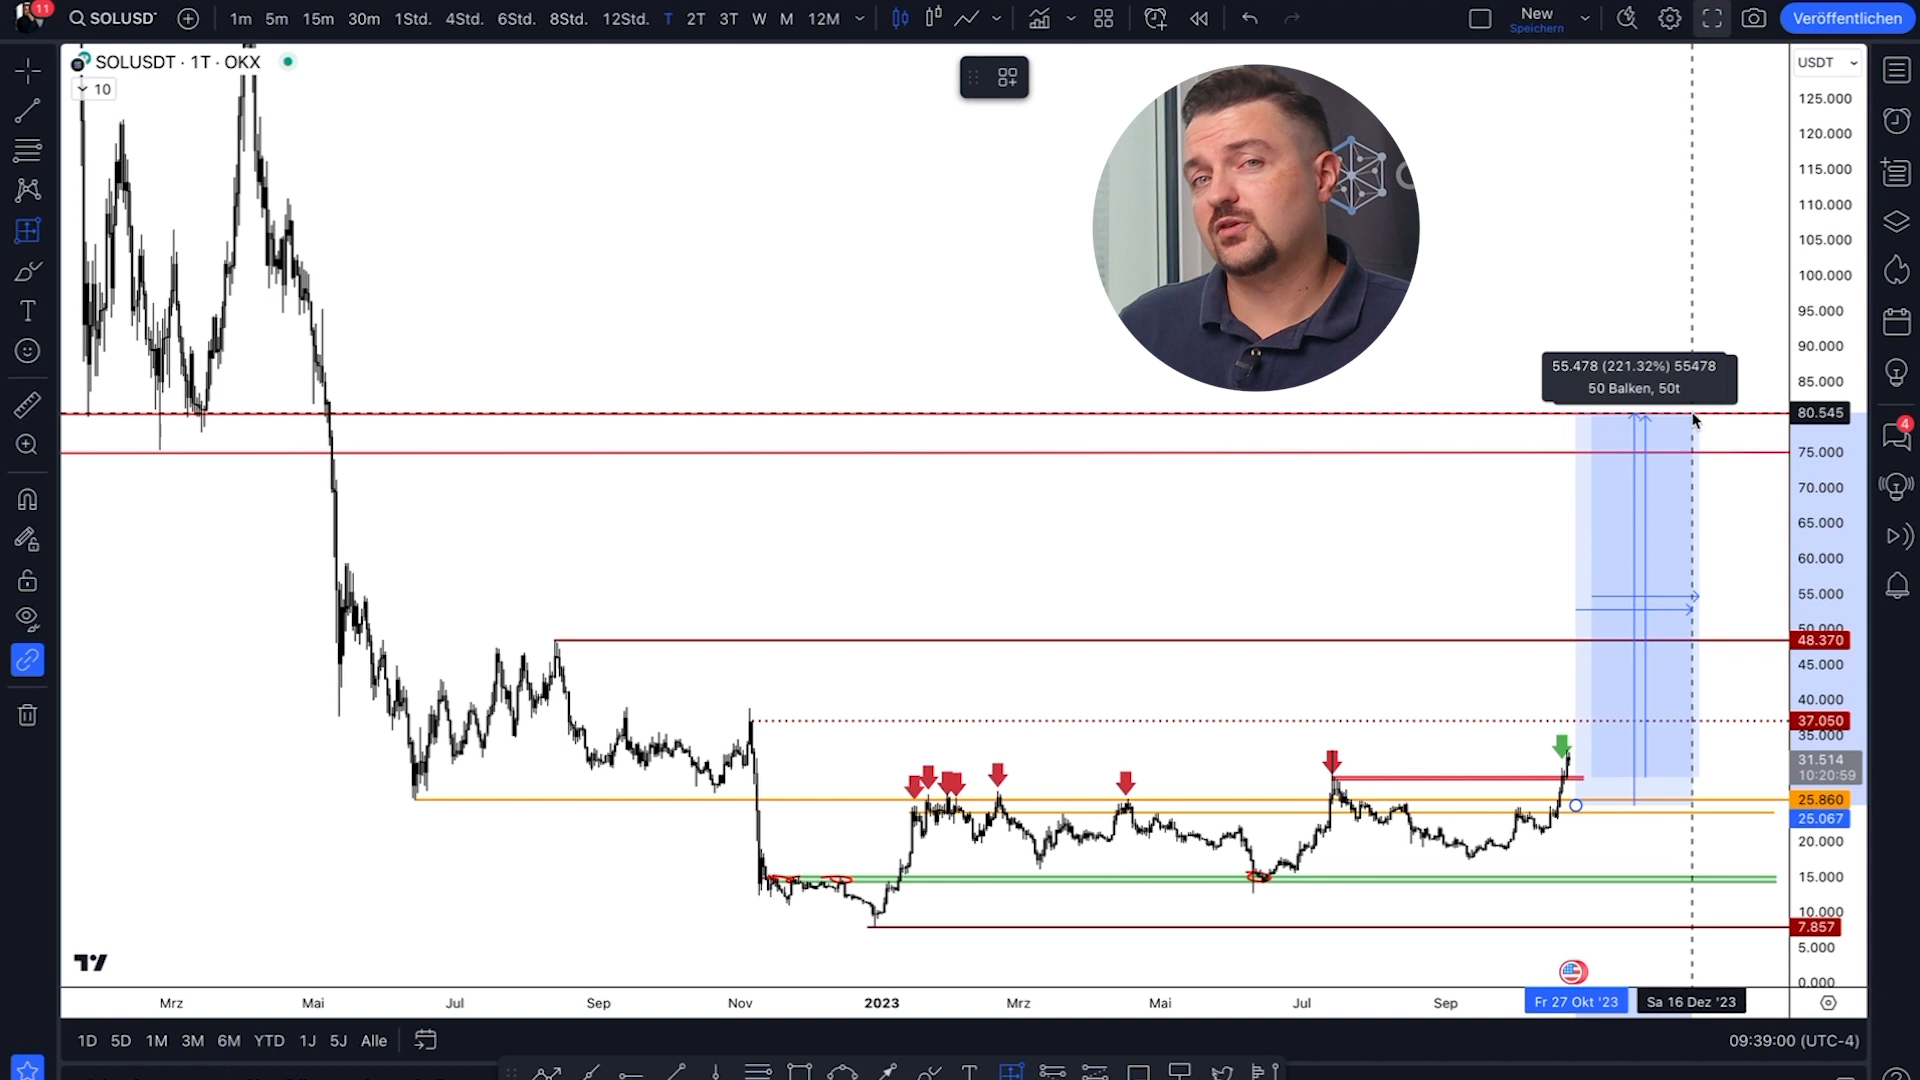 11
SOLUSDT
1m 5m 15m 30m 1Std. 4Std. 6Std. 8Std. 12Std. T 2T 3T W M 12M
New
Speichern
Veröffentlichen
SOLUSDT · 1T · OKX
10
USDT
125.000
120.000
115.000
110.000
105.000
100.000
95.000
90.000
85.000
80.545
75.000
70.000
65.000
60.000
55.000
50.000
48.370
45.000
40.000
37.050
35.000
31.514
10:20:59
25.860
25.067
20.000
15.000
10.000
7.857
5.000
0.000
55.478 (221.32%) 55478
50 Balken, 50t
4
Mrz Mai Jul Sep Nov 2023 Mrz Mai Jul Sep Fr 27 Okt '23 Sa 16 Dez '23
1D 5D 1M 3M 6M YTD 1J 5J Alle
09:39:00 (UTC-4)